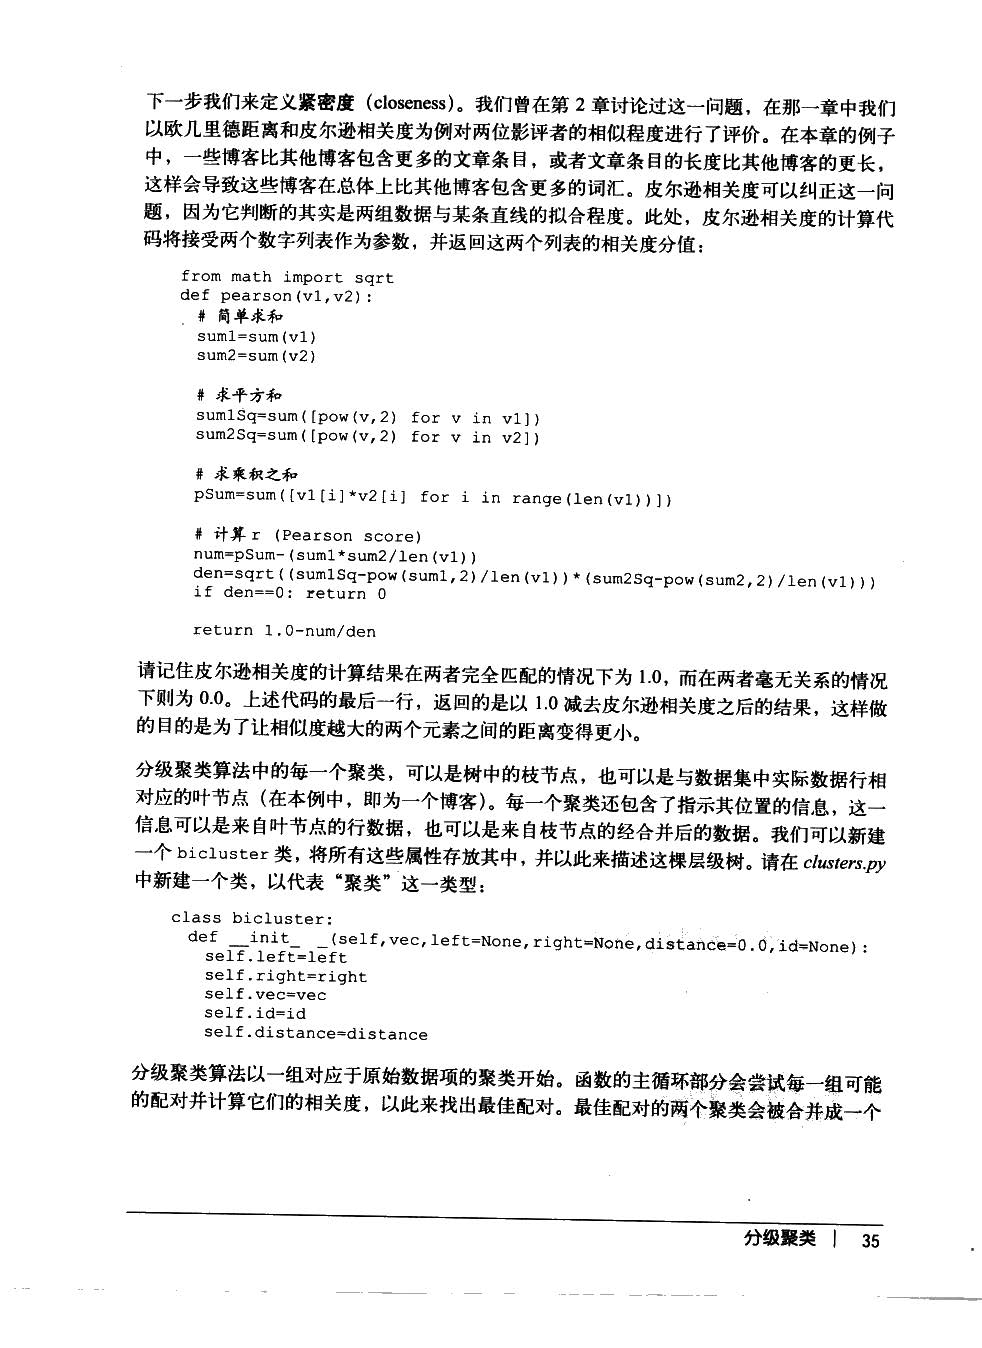 下一步我们来定义紧密度（closeness）。我们曾在第 2 章讨论过这一问题，在那一章中我们
以欧几里德距离和皮尔逊相关度为例对两位影评者的相似程度进行了评价。在本章的例子
中，一些博客比其他博客包含更多的文章条目，或者文章条目的长度比其他博客的更长，
这样会导致这些博客在总体上比其他博客包含更多的词汇。皮尔逊相关度可以纠正这一问
题，因为它判断的其实是两组数据与某条直线的拟合程度。此处，皮尔逊相关度的计算代
码将接受两个数字列表作为参数，并返回这两个列表的相关度分值：
from math import sqrt
def pearson(v1,v2):
# 简单求和
sum1=sum(v1)
sum2=sum(v2)
# 求平方和
sum1Sq=sum([pow(v,2) for v in v1])
sum2Sq=sum([pow(v,2) for v in v2])
# 求乘积之和
pSum=sum([v1[i]*v2[i] for i in range(len(v1))])
# 计算 r (Pearson score)
num=pSum-(sum1*sum2/len(v1))
den=sqrt((sum1Sq-pow(sum1,2)/len(v1))*(sum2Sq-pow(sum2,2)/len(v1)))
if den==0: return 0
return 1.0-num/den
请记住皮尔逊相关度的计算结果在两者完全匹配的情况下为 1.0，而在两者毫无关系的情况
下则为 0.0。上述代码的最后一行，返回的是以 1.0 减去皮尔逊相关度之后的结果，这样做
的目的是为了让相似度越大的两个元素之间的距离变得更小。
分级聚类算法中的每一个聚类，可以是树中的枝节点，也可以是与数据集中实际数据行相
对应的叶节点（在本例中，即为一个博客）。每一个聚类还包含了指示其位置的信息，这一
信息可以是来自叶节点的行数据，也可以是来自枝节点的经合并后的数据。我们可以新建
一个 bicluster 类，将所有这些属性存放其中，并以此来描述这棵层级树。请在 clusters.py
中新建一个类，以代表“聚类”这一类型：
class bicluster:
def __init_ _(self,vec,left=None,right=None,distance=0.0,id=None):
self.left=left
self.right=right
self.vec=vec
self.id=id
self.distance=distance
分级聚类算法以一组对应于原始数据项的聚类开始。函数的主循环部分会尝试每一组可能
的配对并计算它们的相关度，以此来找出最佳配对。最佳配对的两个聚类会被合并成一个
分级聚类 | 35